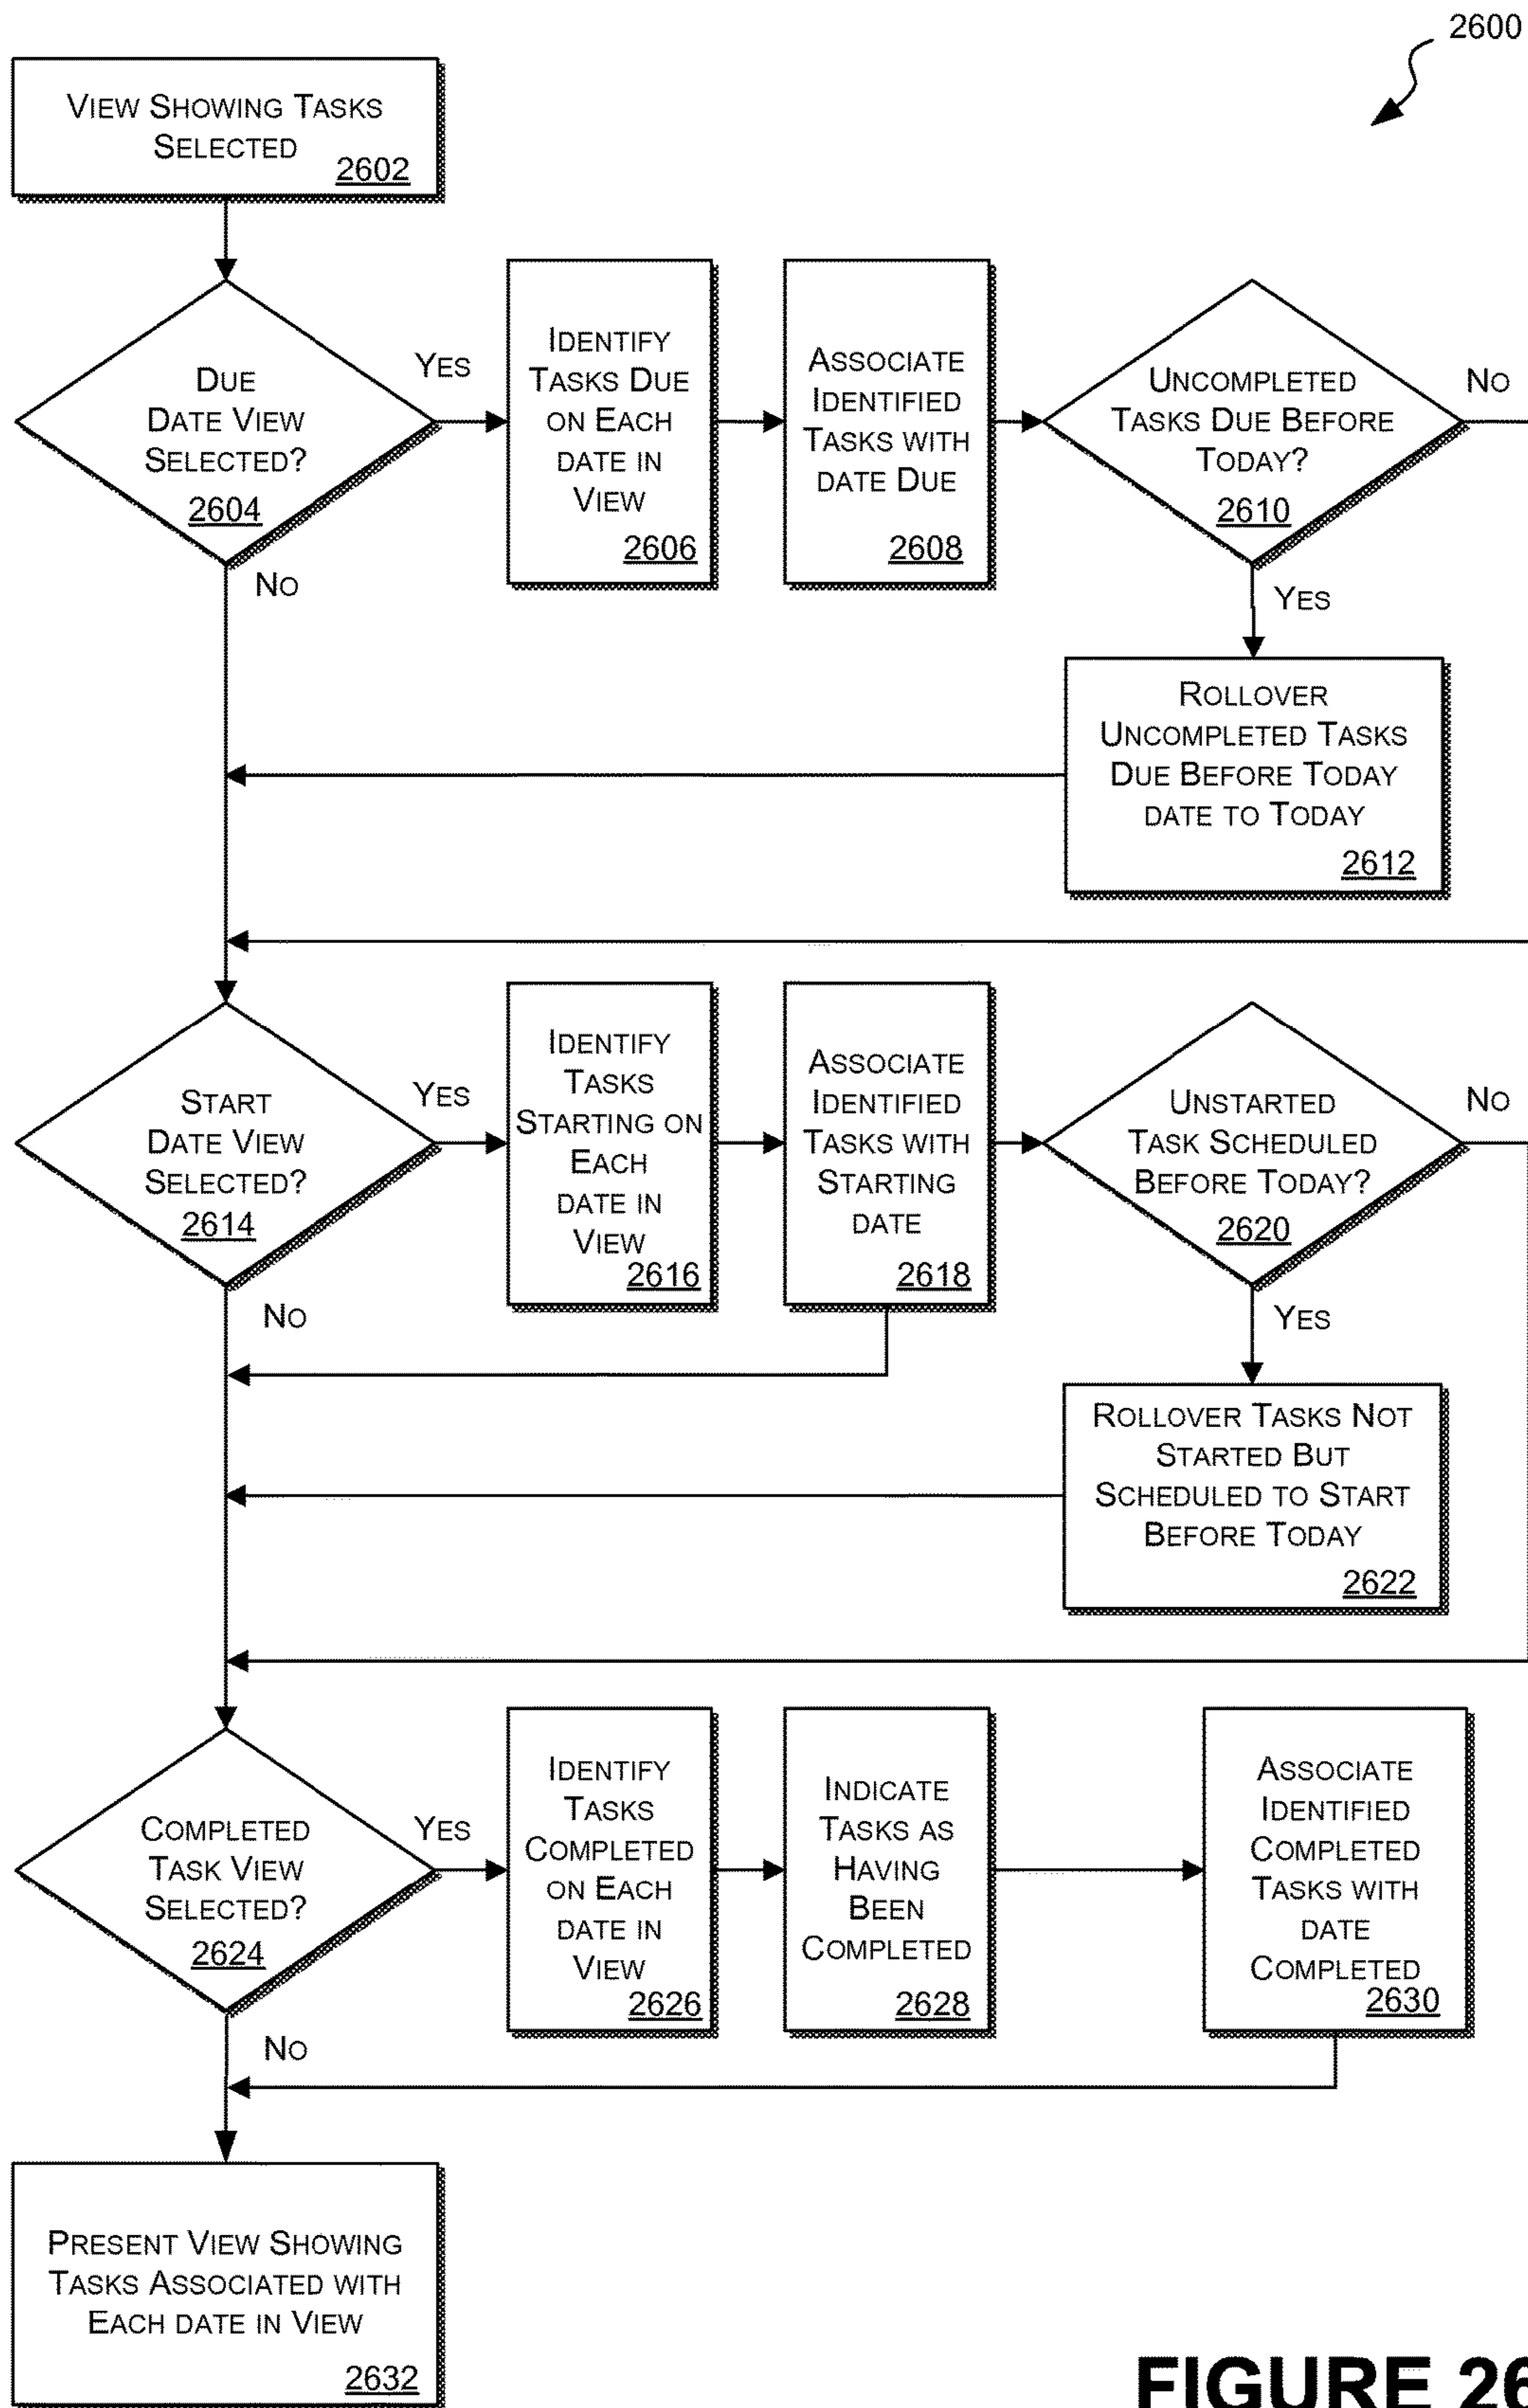 2600
VIEW SHOWING TASKS
SELECTED
2602
DUE
DATE VIEW
SELECTED?
2604
YES
NO
IDENTIFY
TASKS DUE
ON EACH
DATE IN
VIEW
2606
ASSOCIATE
IDENTIFIED
TASKS WITH
DATE DUE
2608
UNCOMPLETED
TASKS DUE BEFORE
TODAY?
2610
NO
YES
ROLLOVER
UNCOMPLETED TASKS
DUE BEFORE TODAY
DATE TO TODAY
2612
START
DATE VIEW
SELECTED?
2614
YES
NO
IDENTIFY
TASKS
STARTING ON
EACH
DATE IN
VIEW
2616
ASSOCIATE
IDENTIFIED
TASKS WITH
STARTING
DATE
2618
UNSTARTED
TASK SCHEDULED
BEFORE TODAY?
2620
NO
YES
ROLLOVER TASKS NOT
STARTED BUT
SCHEDULED TO START
BEFORE TODAY
2622
COMPLETED
TASK VIEW
SELECTED?
2624
YES
NO
IDENTIFY
TASKS
COMPLETED
ON EACH
DATE IN
VIEW
2626
INDICATE
TASKS AS
HAVING
BEEN
COMPLETED
2628
ASSOCIATE
IDENTIFIED
COMPLETED
TASKS WITH
DATE
COMPLETED
2630
PRESENT VIEW SHOWING
TASKS ASSOCIATED WITH
EACH DATE IN VIEW
2632
FIGURE 26